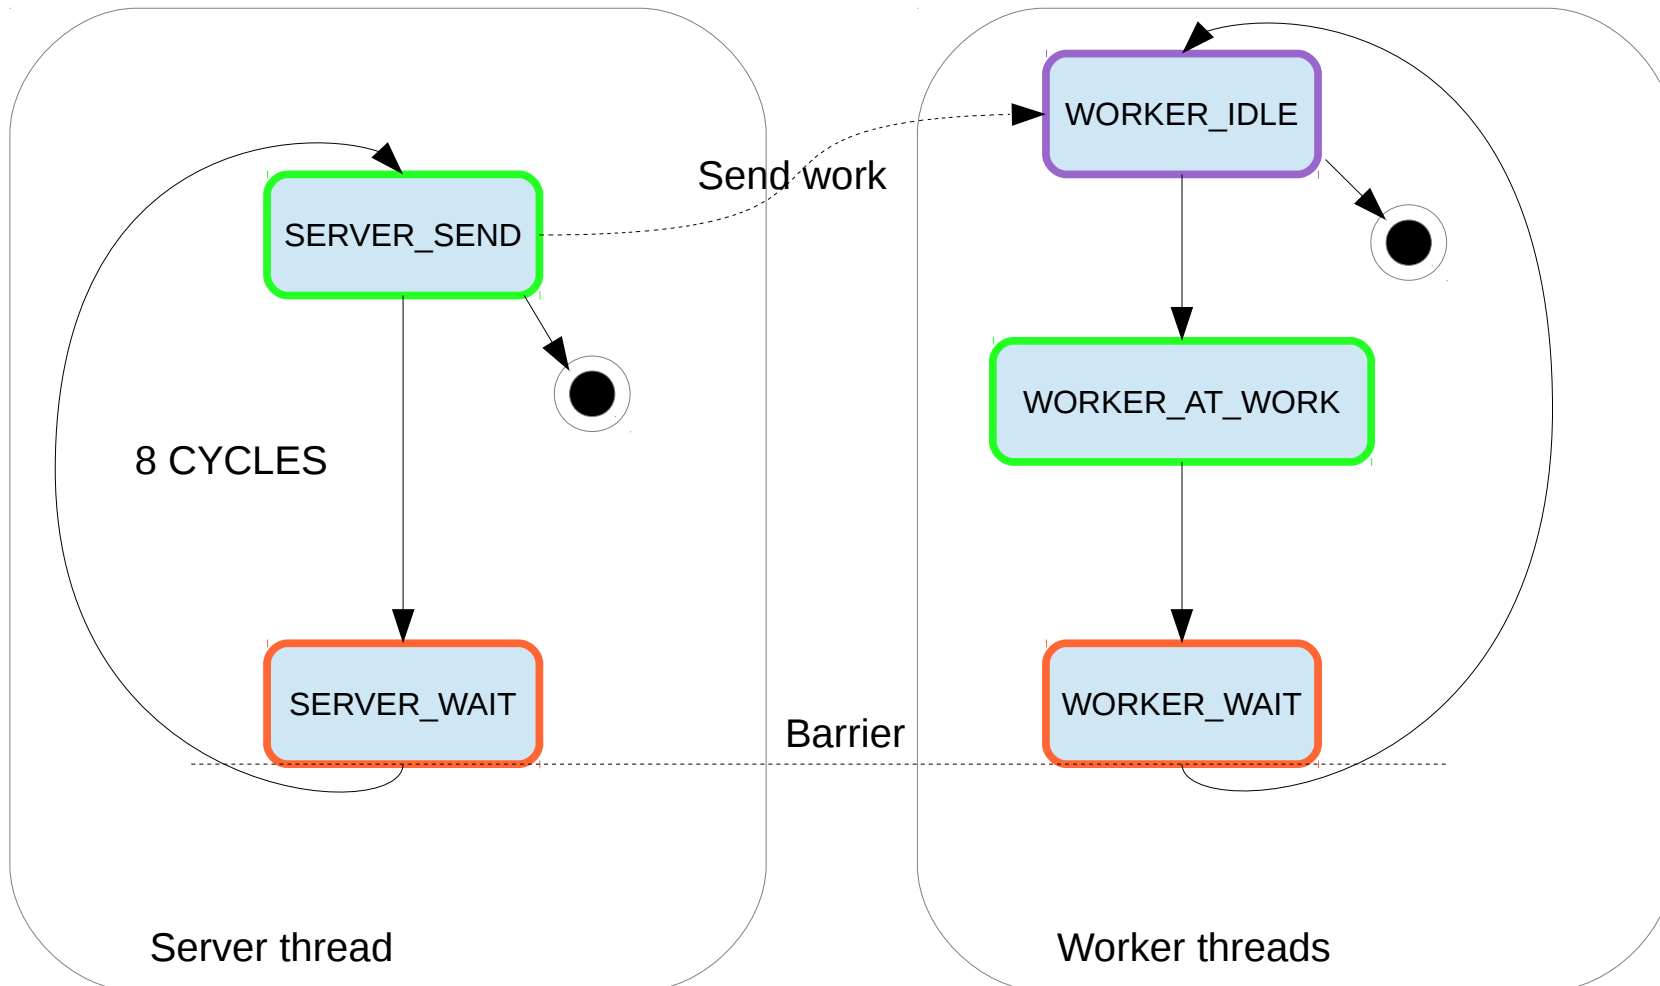 WORKER_IDLE
Send work
SERVER_SEND
WORKER_AT_WORK
8 CYCLES
SERVER_WAIT
WORKER_WAIT
Barrier
Server thread
Worker threads